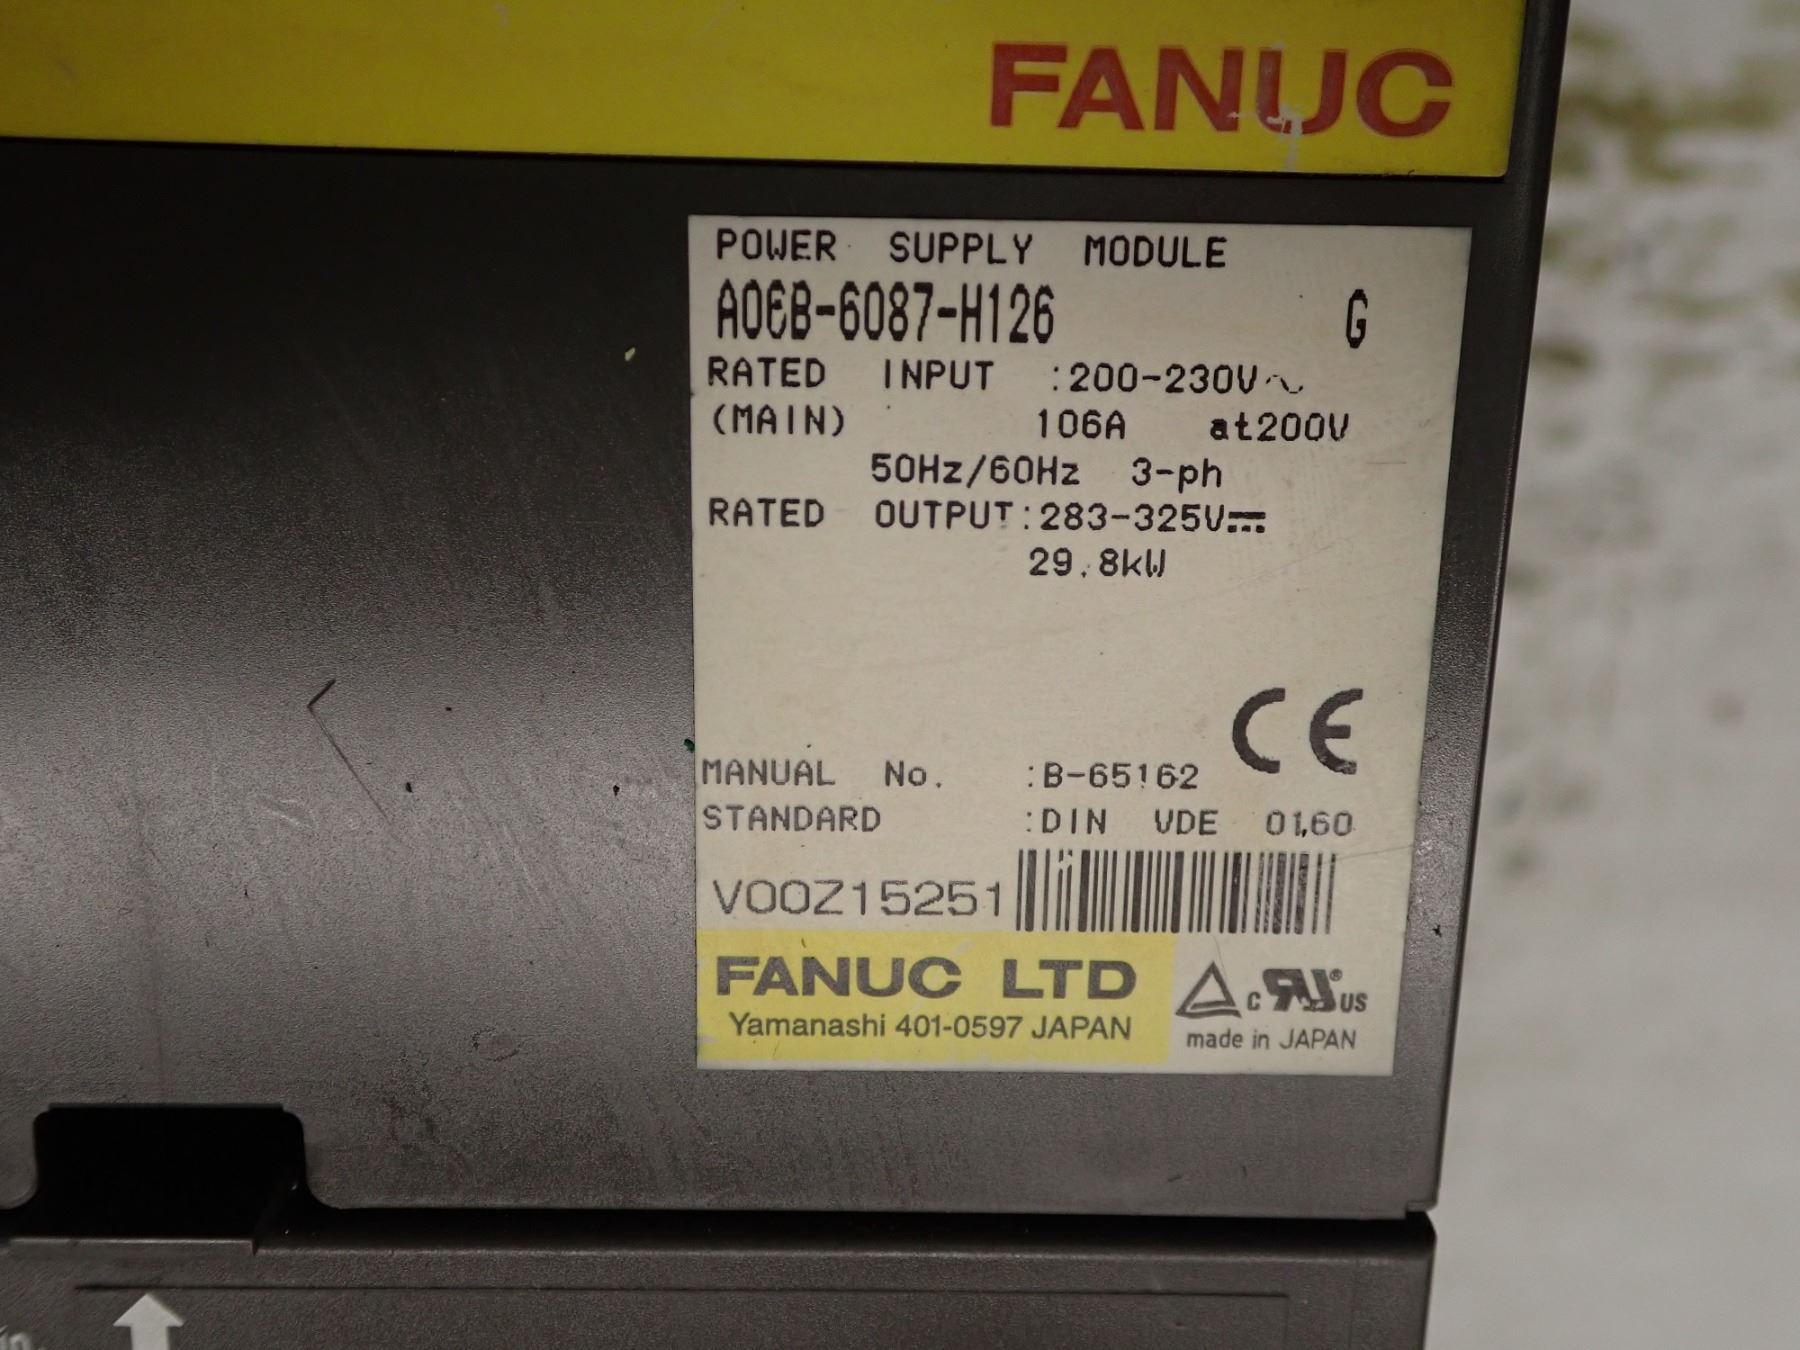 FANUC
POWER SUPPLY MODULE
A06B-6087-H126 G
RATED INPUT :200-230V~
(MAIN) 106A at200V
50Hz/60Hz 3-ph
RATED OUTPUT:283-325V⎓
29.8kW
CE
MANUAL No. :B-65162
STANDARD :DIN VDE 0160
V00Z15251
FANUC LTD
Yamanashi 401-0597 JAPAN
c RU® US
made in JAPAN